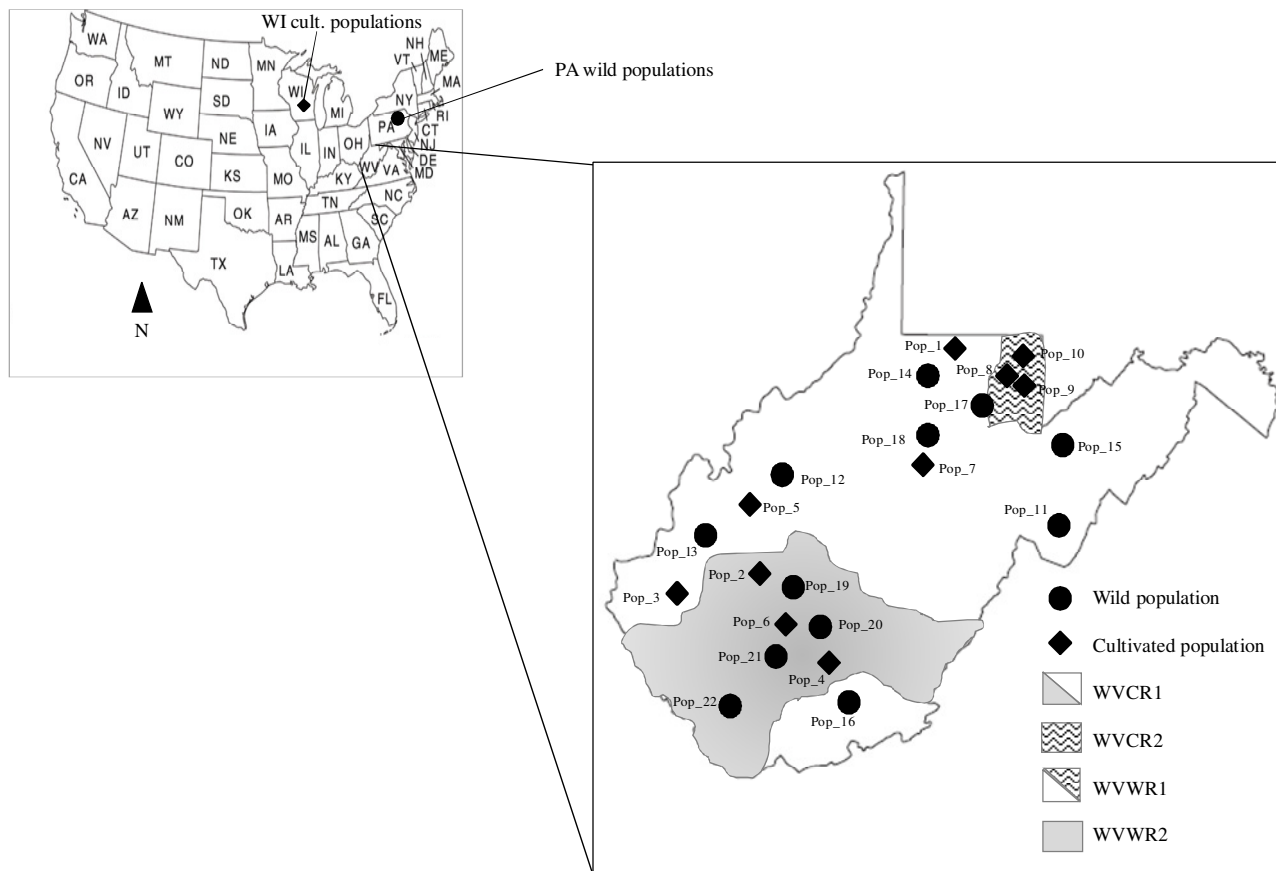 WI cult. populations
PA wild populations
WA
MT
ND
MN
OR
ID
WY
SD
WI
MI
NY
VT
NH
ME
MA
RI
CT
NJ
DE
MD
PA
NV
UT
CO
NE
IA
IL
IN
OH
WV
VA
CA
KS
MO
KY
NC
TN
AZ
NM
OK
AR
SC
MS
AL
GA
TX
LA
FL
N
Pop_1
Pop_10
Pop_14
Pop_8
Pop_9
Pop_17
Pop_18
Pop_15
Pop_7
Pop_12
Pop_5
Pop_11
Pop_13
Pop_2
Pop_19
Pop_3
Pop_6
Pop_20
Pop_21
Pop_4
Pop_22
Pop_16
Wild population
Cultivated population
WVCR1
WVCR2
WVWR1
WVWR2